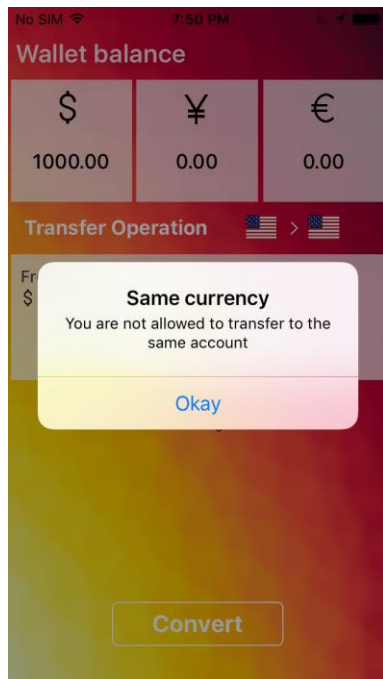 No SIM 7:50 PM
Wallet balance
$ ¥ €
1000.00 0.00 0.00
Transfer Operation >
$
Same currency
You are not allowed to transfer to the
same account
Okay
Convert